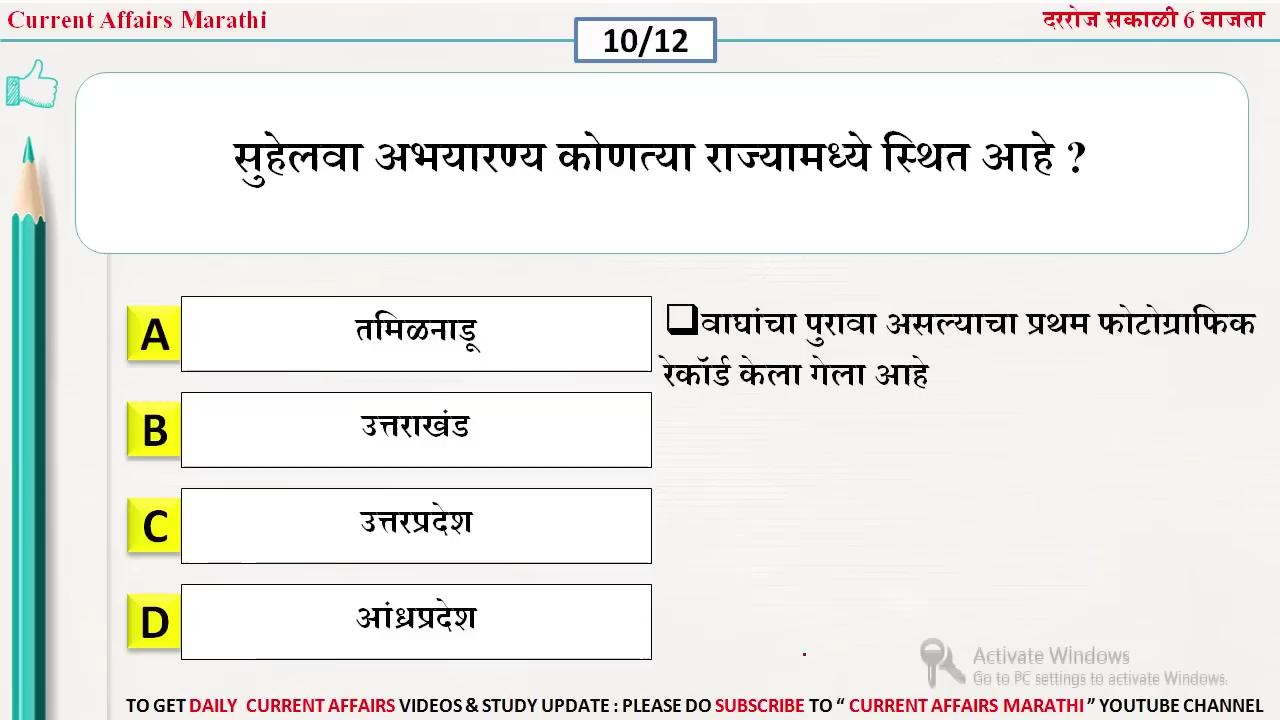 Current Affairs Marathi
दररोज सकाळी 6 वाजता
10/12
सुहेलवा अभयारण्य कोणत्या राज्यामध्ये स्थित आहे ?
A तमिळनाडू
B उत्तराखंड
C उत्तरप्रदेश
D आंध्रप्रदेश
वाघांचा पुरावा असल्याचा प्रथम फोटोग्राफिक
रेकॉर्ड केला गेला आहे
Activate Windows
Go to PC settings to activate Windows.
TO GET DAILY CURRENT AFFAIRS VIDEOS & STUDY UPDATE : PLEASE DO SUBSCRIBE TO “ CURRENT AFFAIRS MARATHI ” YOUTUBE CHANNEL